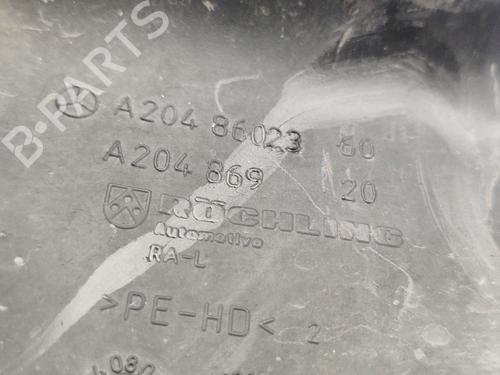 B-PARTS
A204 86023 60
A204 869 20
RÖCHLING
Automotive
RA-L
>PE-HD< 2